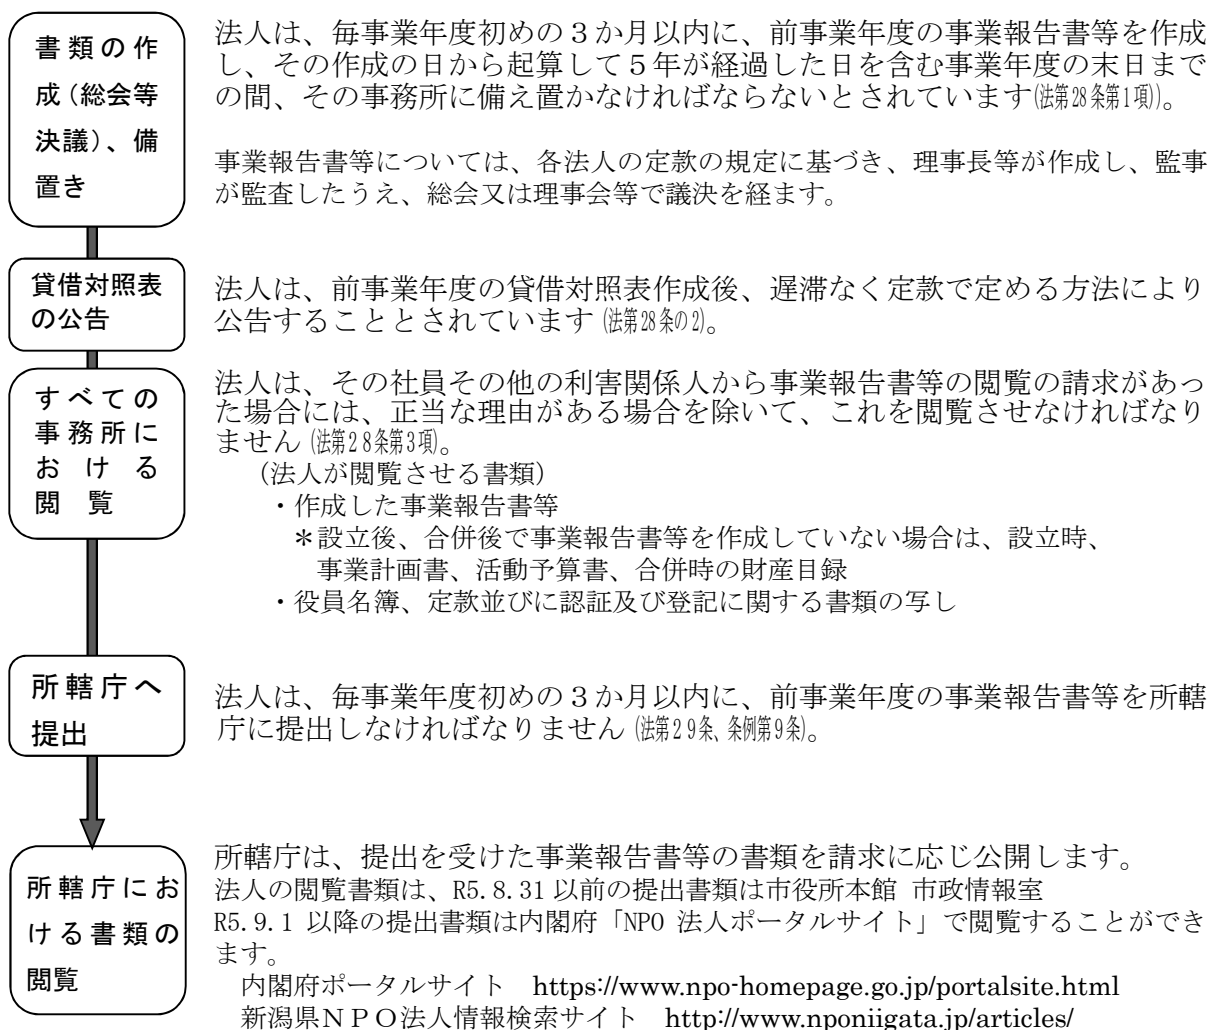 書類の作
成（総会等
決議）、備
置き
法人は、毎事業年度初めの３か月以内に、前事業年度の事業報告書等を作成
し、その作成の日から起算して５年が経過した日を含む事業年度の末日まで
の間、その事務所に備え置かなければならないとされています(法第28条第1項))。
事業報告書等については、各法人の定款の規定に基づき、理事長等が作成し、監事
が監査したうえ、総会又は理事会等で議決を経ます。
貸借対照表
の公告
法人は、前事業年度の貸借対照表作成後、遅滞なく定款で定める方法により
公告することとされています(法第28条の2)。
すべての
事務所に
おける
閲覧
法人は、その社員その他の利害関係人から事業報告書等の閲覧の請求があっ
た場合には、正当な理由がある場合を除いて、これを閲覧させなければなり
ません(法第28条第3項)。
（法人が閲覧させる書類）
・作成した事業報告書等
＊設立後、合併後で事業報告書等を作成していない場合は、設立時、
事業計画書、活動予算書、合併時の財産目録
・役員名簿、定款並びに認証及び登記に関する書類の写し
所轄庁へ
提出
法人は、毎事業年度初めの３か月以内に、前事業年度の事業報告書等を所轄
庁に提出しなければなりません(法第29条、条例第9条)。
所轄庁にお
ける書類の
閲覧
所轄庁は、提出を受けた事業報告書等の書類を請求に応じ公開します。
法人の閲覧書類は、R5.8.31 以前の提出書類は市役所本館 市政情報室
R5.9.1 以降の提出書類は内閣府「NPO 法人ポータルサイト」で閲覧することができ
ます。
内閣府ポータルサイト　https://www.npo-homepage.go.jp/portalsite.html
新潟県ＮＰＯ法人情報検索サイト　http://www.nponiigata.jp/articles/